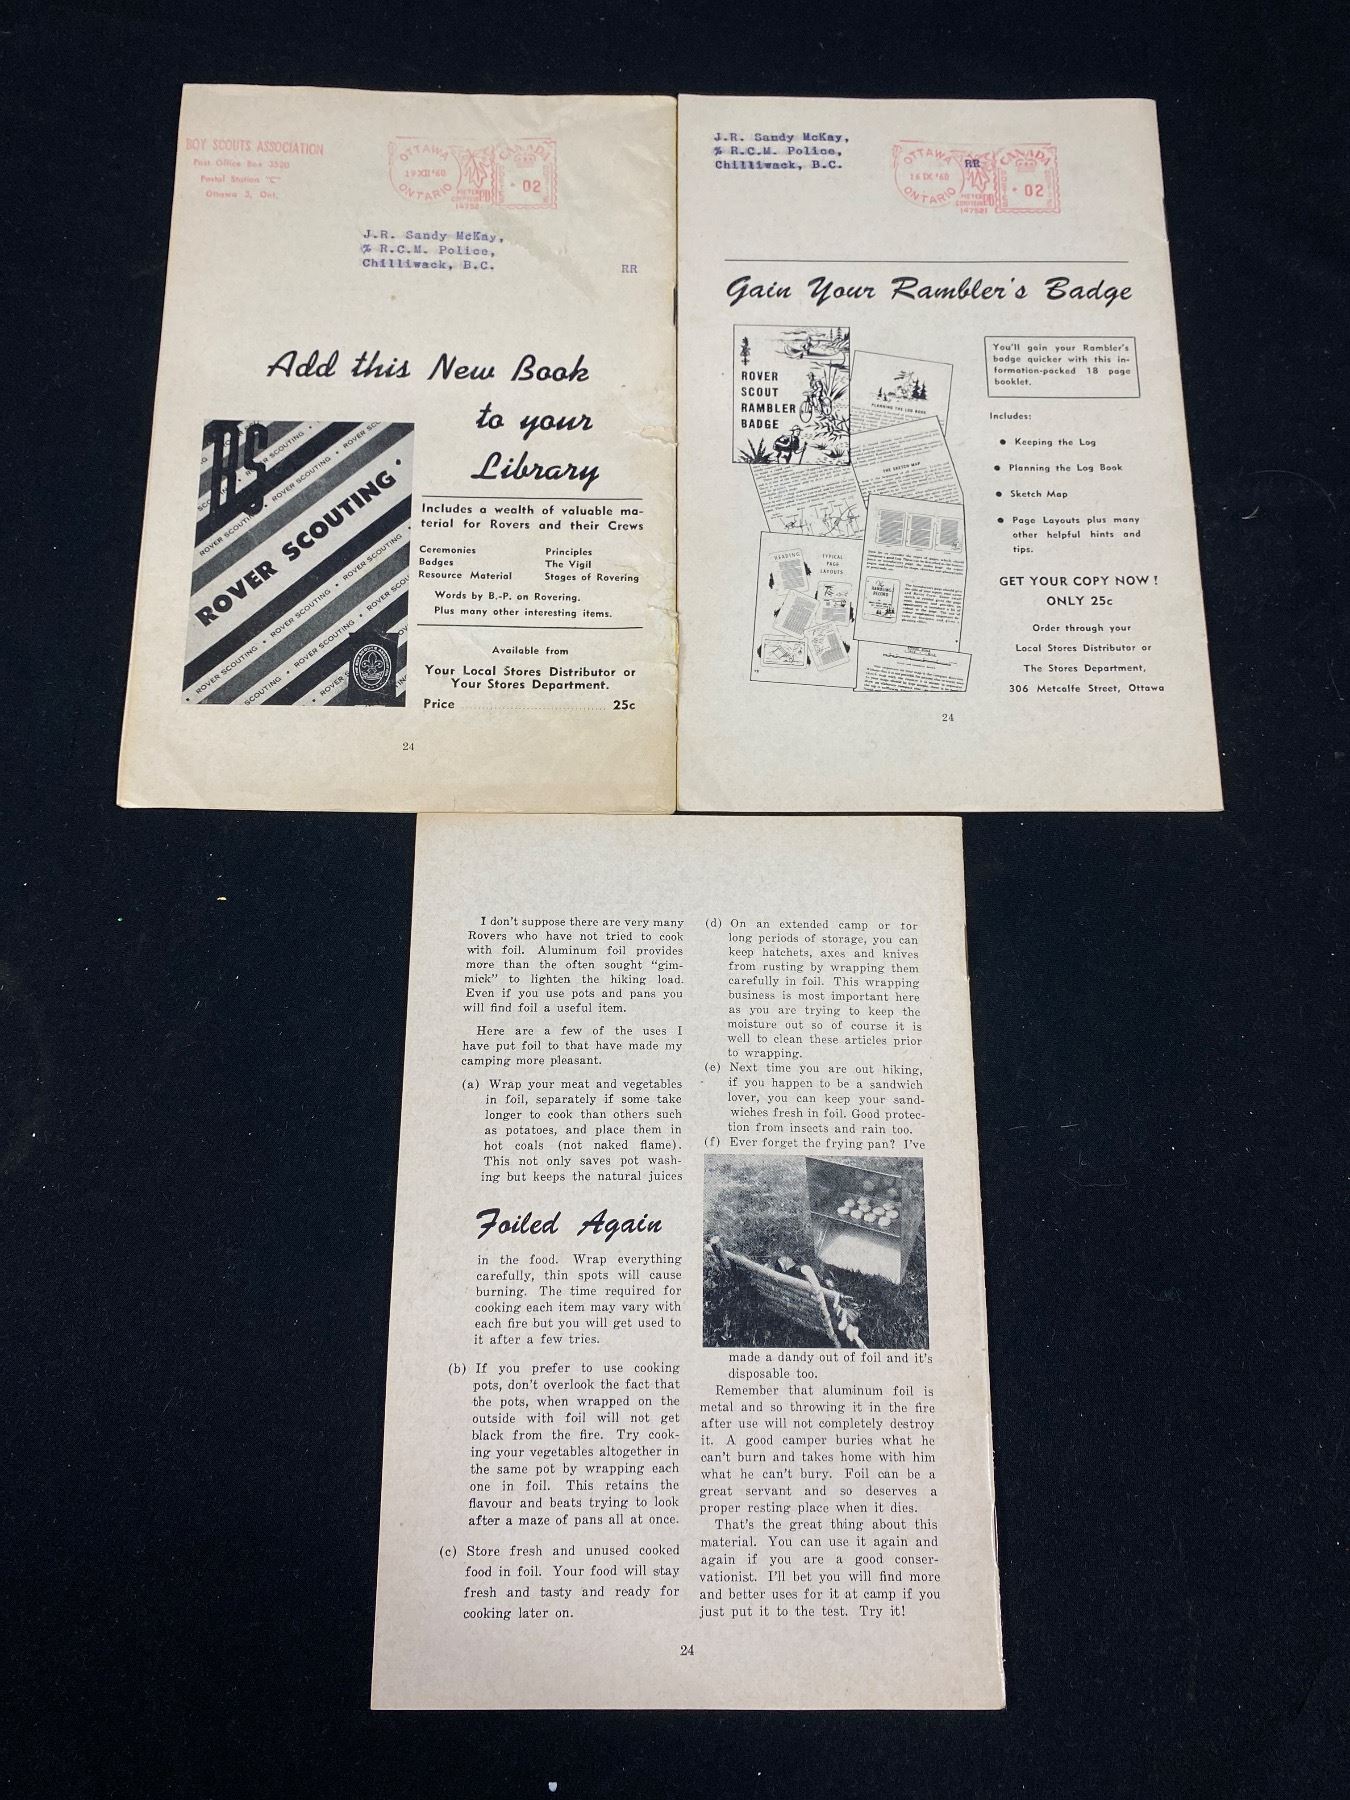 BOY SCOUTS ASSOCIATION
Post Office Box 3520
Postal Station "C"
Ottawa 3, Ont.
OTTAWA
19 XII '60
ONTARIO
CANADA
02
J.R. Sandy McKay,
% R.C.M. Police,
Chilliwack, B.C.
RR
Add this New Book
to your
Library
RS
ROVER SCOUTING
Includes a wealth of valuable ma-
terial for Rovers and their Crews
Ceremonies
Badges
Resource Material
Principles
The Vigil
Stages of Rovering
Words by B.-P. on Rovering.
Plus many other interesting items.
Available from
Your Local Stores Distributor or
Your Stores Department.
Price ............ 25c
24
J.R. Sandy McKay,
% R.C.M. Police,
Chilliwack, B.C.
OTTAWA
16 IX '60
ONTARIO
RR
CANADA
02
Gain Your Rambler's Badge
ROVER
SCOUT
RAMBLER
BADGE
PLANNING THE LOG BOOK
THE SKETCH MAP
HEADING
TYPICAL
PAGE
LAYOUTS
You'll gain your Rambler's
badge quicker with this in-
formation-packed 18 page
booklet.
Includes:
● Keeping the Log
● Planning the Log Book
● Sketch Map
● Page Layouts plus many
other helpful hints and
tips.
GET YOUR COPY NOW!
ONLY 25c
Order through your
Local Stores Distributor or
The Stores Department,
306 Metcalfe Street, Ottawa
24
I don't suppose there are very many
Rovers who have not tried to cook
with foil. Aluminum foil provides
more than the often sought "gim-
mick" to lighten the hiking load.
Even if you use pots and pans you
will find foil a useful item.
Here are a few of the uses I
have put foil to that have made my
camping more pleasant.
(a) Wrap your meat and vegetables
in foil, separately if some take
longer to cook than others such
as potatoes, and place them in
hot coals (not naked flame).
This not only saves pot wash-
ing but keeps the natural juices
Foiled Again
in the food. Wrap everything
carefully, thin spots will cause
burning. The time required for
cooking each item may vary with
each fire but you will get used to
it after a few tries.
(b) If you prefer to use cooking
pots, don't overlook the fact that
the pots, when wrapped on the
outside with foil will not get
black from the fire. Try cook-
ing your vegetables altogether in
the same pot by wrapping each
one in foil. This retains the
flavour and beats trying to look
after a maze of pans all at once.
(c) Store fresh and unused cooked
food in foil. Your food will stay
fresh and tasty and ready for
cooking later on.
(d) On an extended camp or for
long periods of storage, you can
keep hatchets, axes and knives
from rusting by wrapping them
carefully in foil. This wrapping
business is most important here
as you are trying to keep the
moisture out so of course it is
well to clean these articles prior
to wrapping.
(e) Next time you are out hiking,
if you happen to be a sandwich
lover, you can keep your sand-
wiches fresh in foil. Good protec-
tion from insects and rain too.
(f) Ever forget the frying pan? I've
made a dandy out of foil and it's
disposable too.
Remember that aluminum foil is
metal and so throwing it in the fire
after use will not completely destroy
it. A good camper buries what he
can't burn and takes home with him
what he can't bury. Foil can be a
great servant and so deserves a
proper resting place when it dies.
That's the great thing about this
material. You can use it again and
again if you are a good conser-
vationist. I'll bet you will find more
and better uses for it at camp if you
just put it to the test. Try it!
24